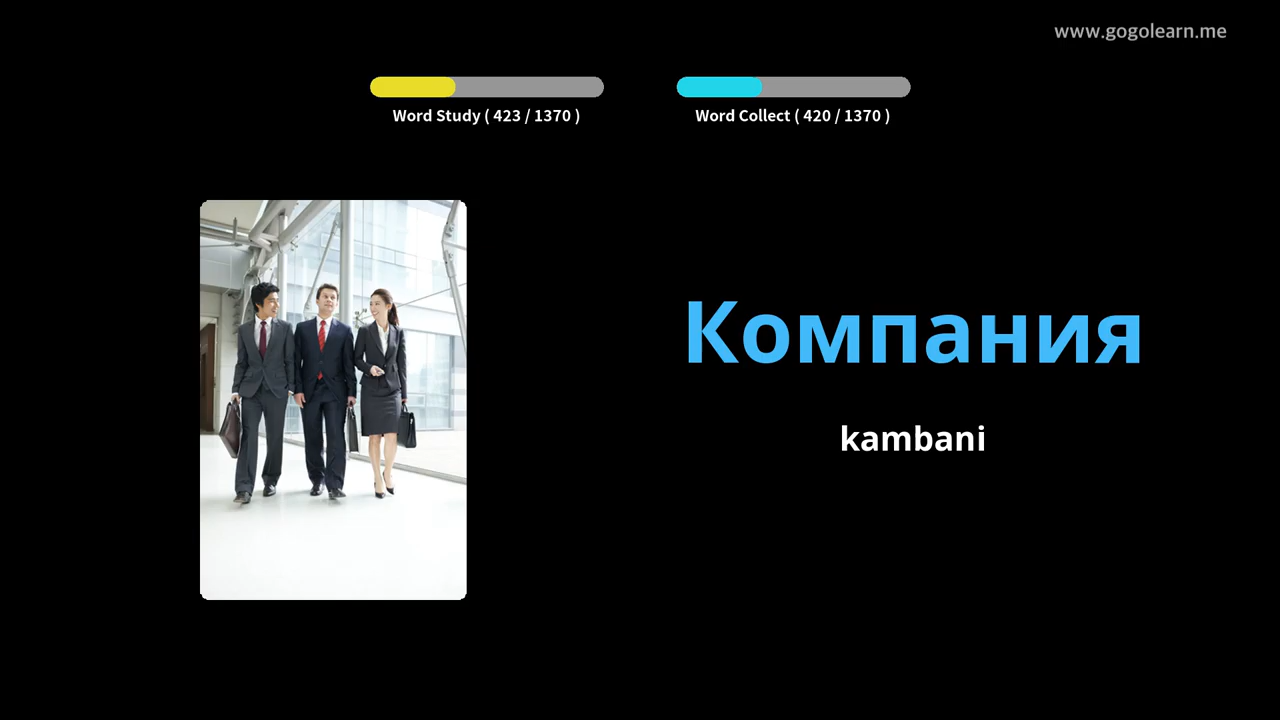 www.gogolearn.me
Word Study ( 423 / 1370 )
Word Collect ( 420 / 1370 )
Компания
kambani